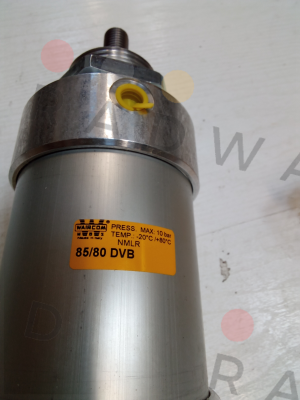 WAIRCOM
PRESS. MAX. 10 bar
TEMP. -20°C /+80°C
NMLR
85/80 DVB